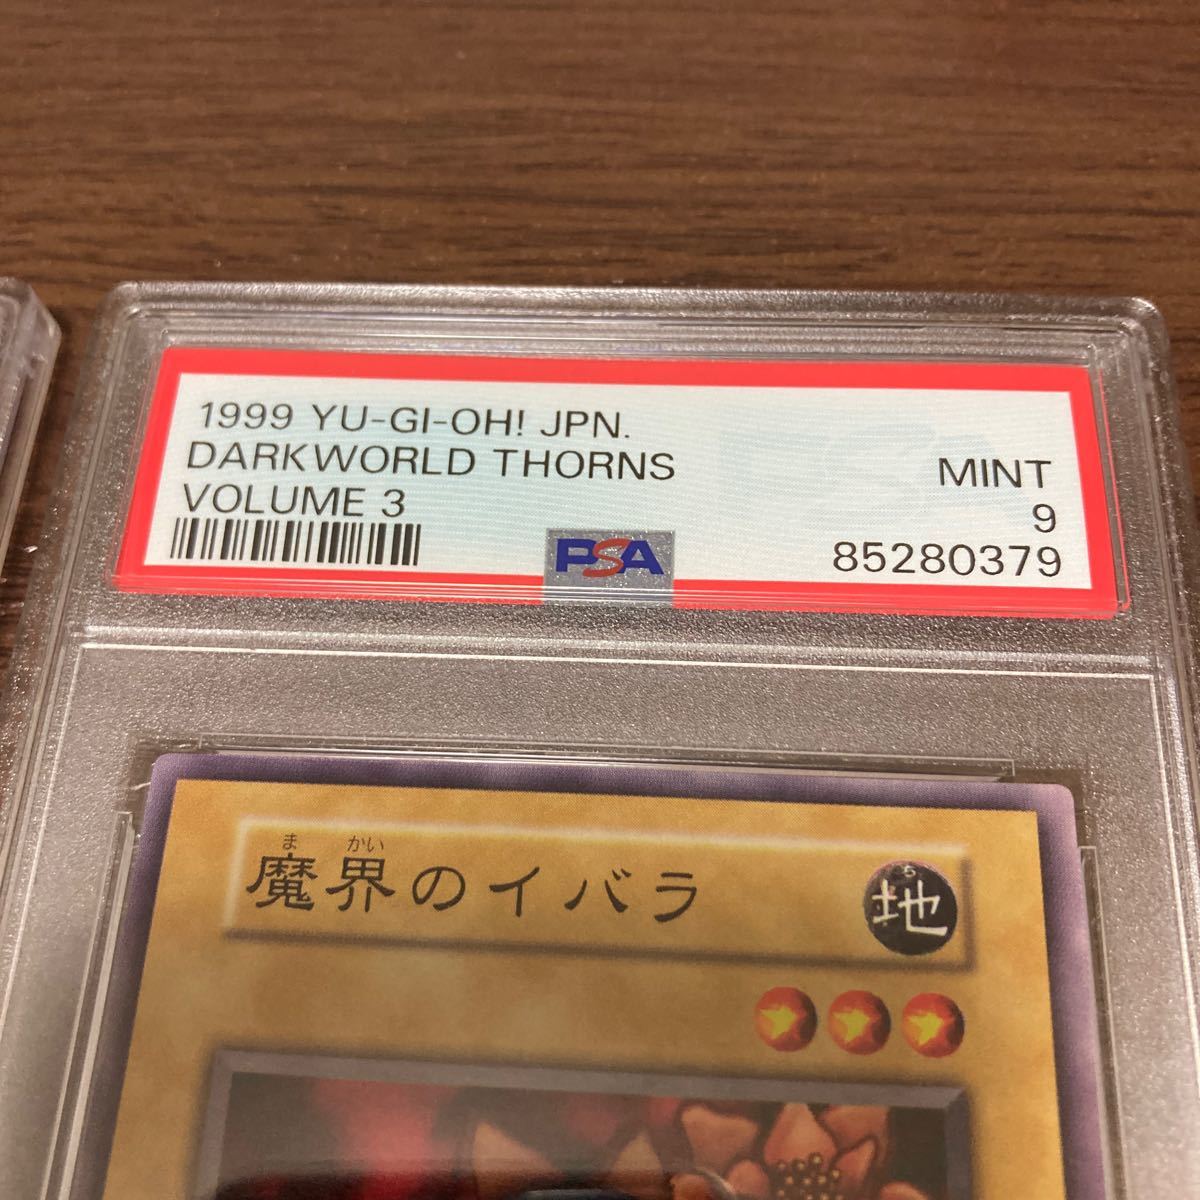 1999 YU-GI-OH! JPN.
DARKWORLD THORNS
VOLUME 3
MINT
9
85280379
PSA
まかい
魔界のイバラ
ち
地